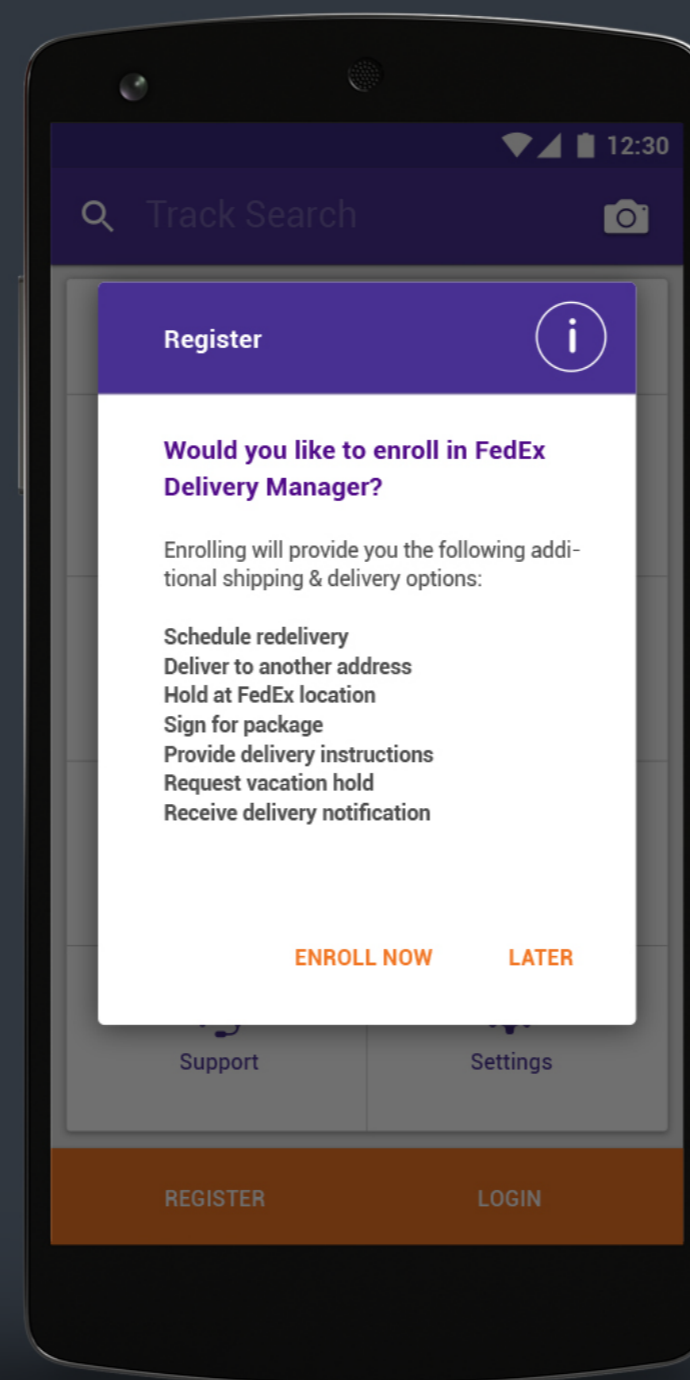 12:30
Track Search
Register
Would you like to enroll in FedEx
Delivery Manager?
Enrolling will provide you the following addi-
tional shipping & delivery options:
Schedule redelivery
Deliver to another address
Hold at FedEx location
Sign for package
Provide delivery instructions
Request vacation hold
Receive delivery notification
ENROLL NOW LATER
Support Settings
REGISTER LOGIN